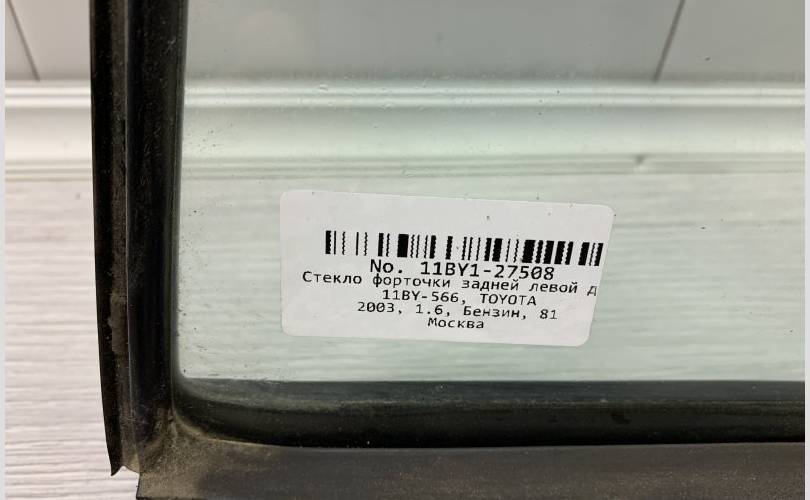 No. 11BY1-27508
Стекло форточки задней левой д
11BY-566, TOYOTA
2003, 1.6, Бензин, 81
Москва